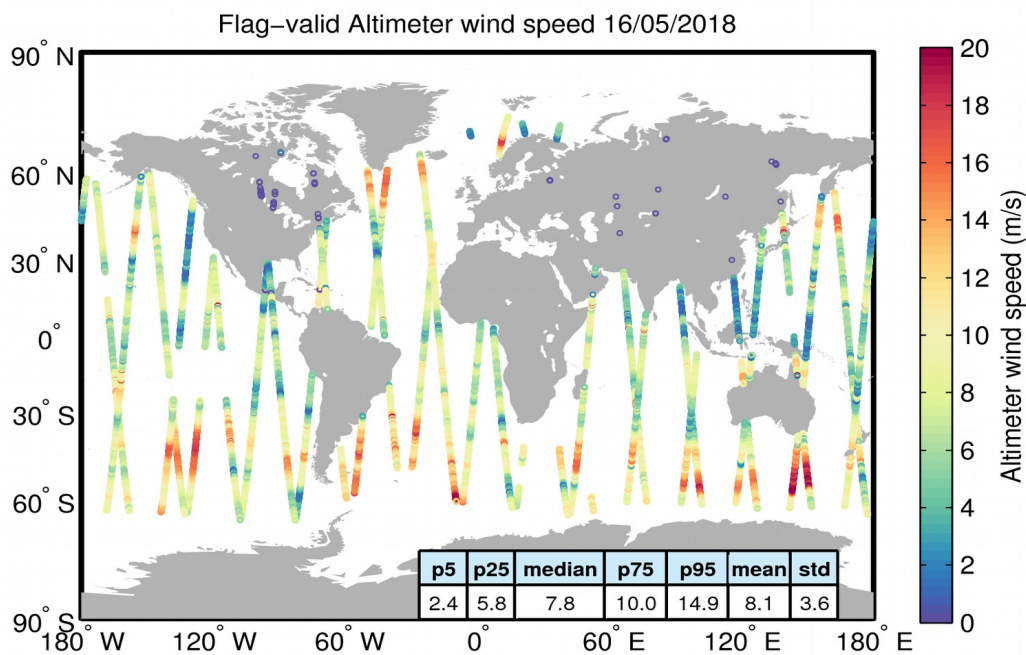 Flag−valid Altimeter wind speed 16/05/2018
90° N
60° N
30° N
0°
30° S
60° S
90° S
180° W
120° W
60° W
0°
60° E
120° E
180° E
p5 p25 median p75 p95 mean std
2.4 5.8 7.8 10.0 14.9 8.1 3.6
20
18
16
14
12
10
8
6
4
2
0
Altimeter wind speed (m/s)